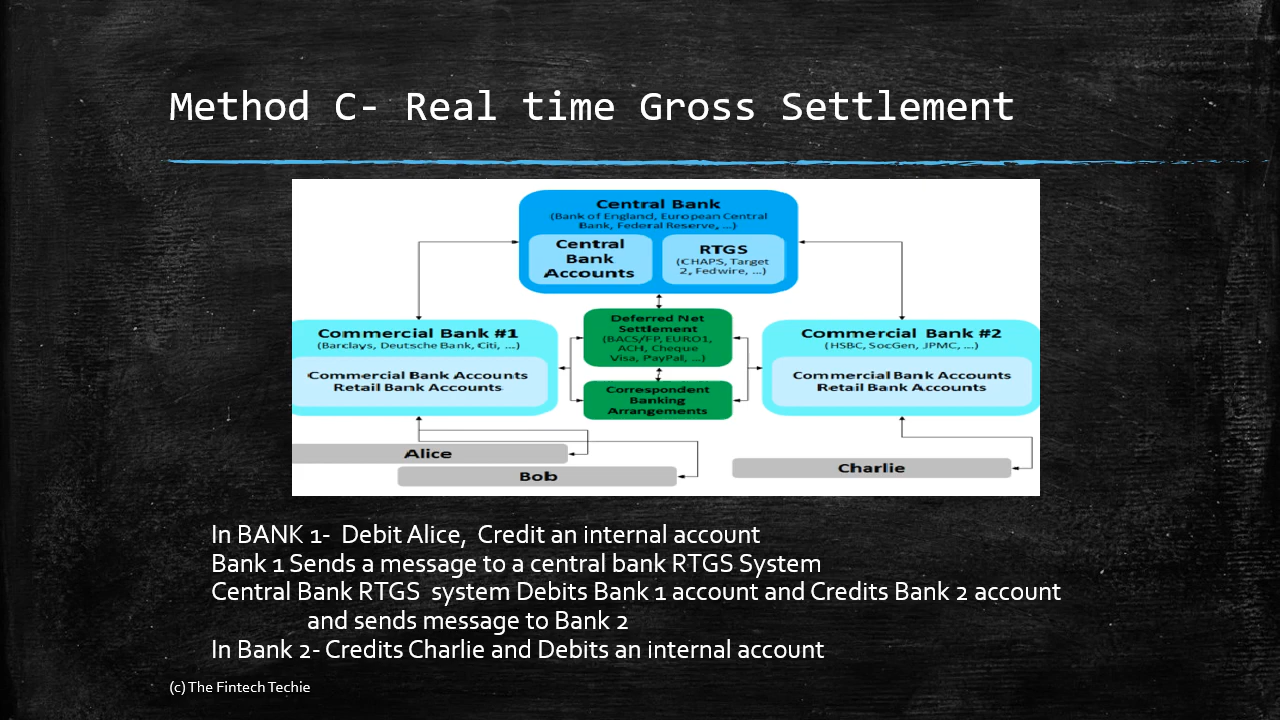 Method C- Real time Gross Settlement
Central Bank
(Bank of England, European Central
Bank, Federal Reserve, ...)
Central
Bank
Accounts
RTGS
(CHAPS, Target
2, Fedwire, ...)
Commercial Bank #1
(Barclays, Deutsche Bank, Citi, ...)
Commercial Bank Accounts
Retail Bank Accounts
Deferred Net
Settlement
(BACS/FP, EURO1,
ACH, Cheque
Visa, PayPal, ...)
Correspondent
Banking
Arrangements
Commercial Bank #2
(HSBC, SocGen, JPMC, ...)
Commercial Bank Accounts
Retail Bank Accounts
Alice
Bob
Charlie
In BANK 1- Debit Alice, Credit an internal account
Bank 1 Sends a message to a central bank RTGS System
Central Bank RTGS system Debits Bank 1 account and Credits Bank 2 account
and sends message to Bank 2
In Bank 2- Credits Charlie and Debits an internal account
(c) The Fintech Techie